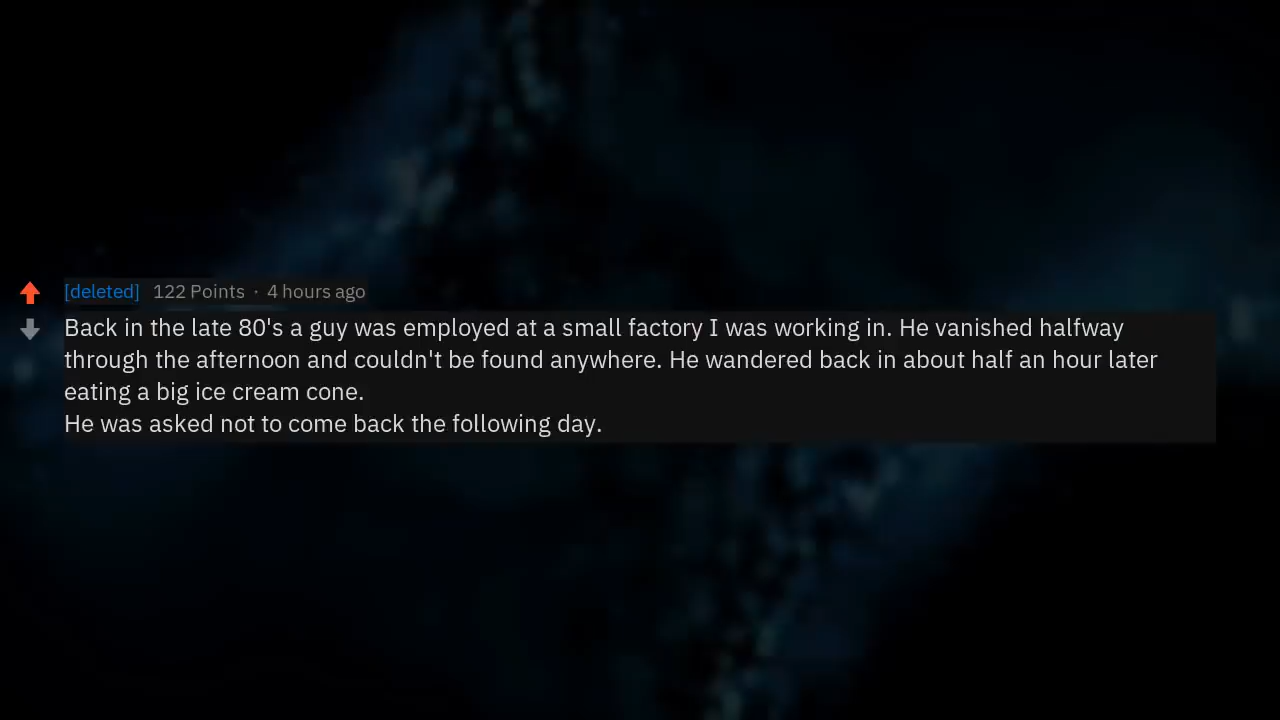 [deleted] 122 Points · 4 hours ago
Back in the late 80's a guy was employed at a small factory I was working in. He vanished halfway
through the afternoon and couldn't be found anywhere. He wandered back in about half an hour later
eating a big ice cream cone.
He was asked not to come back the following day.